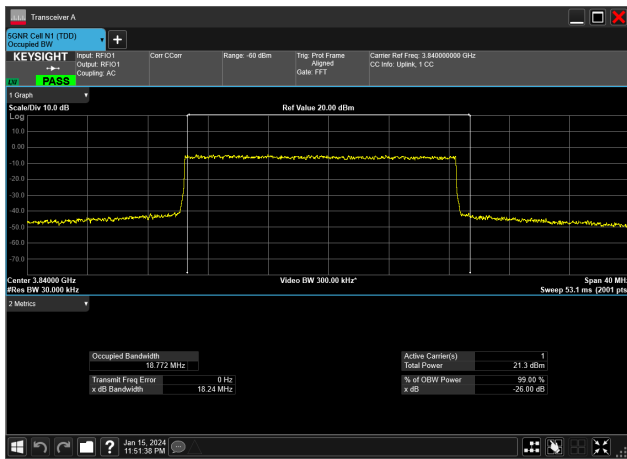 Transceiver A
5GNR Cell N1 (TDD)
Occupied BW
KEYSIGHT
Input: RFIO1
Output: RFIO1
Coupling: AC
Corr CCorr
Range: -60 dBm
Trig: Prot Frame
Aligned
Gate: FFT
Carrier Ref Freq: 3.840000000 GHz
CC Info: Uplink, 1 CC
PASS
1 Graph
Scale/Div 10.0 dB
Ref Value 20.00 dBm
Log
10.0
0.00
-10.0
-20.0
-30.0
-40.0
-50.0
-60.0
-70.0
Center 3.84000 GHz
Video BW 300.00 kHz*
Span 40 MHz
#Res BW 30.000 kHz
Sweep 53.1 ms (2001 pts
2 Metrics
Occupied Bandwidth
18.772 MHz
Active Carrier(s) 1
Total Power 21.3 dBm
Transmit Freq Error 0 Hz
x dB Bandwidth 18.24 MHz
% of OBW Power 99.00 %
x dB -26.00 dB
Jan 15, 2024
11:51:38 PM